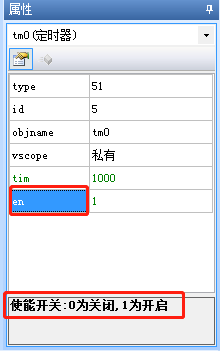 属性
tm0(定时器)
type 51
id 5
objname tm0
vscope 私有
tim 1000
en 1
使能开关:0为关闭,1为开启